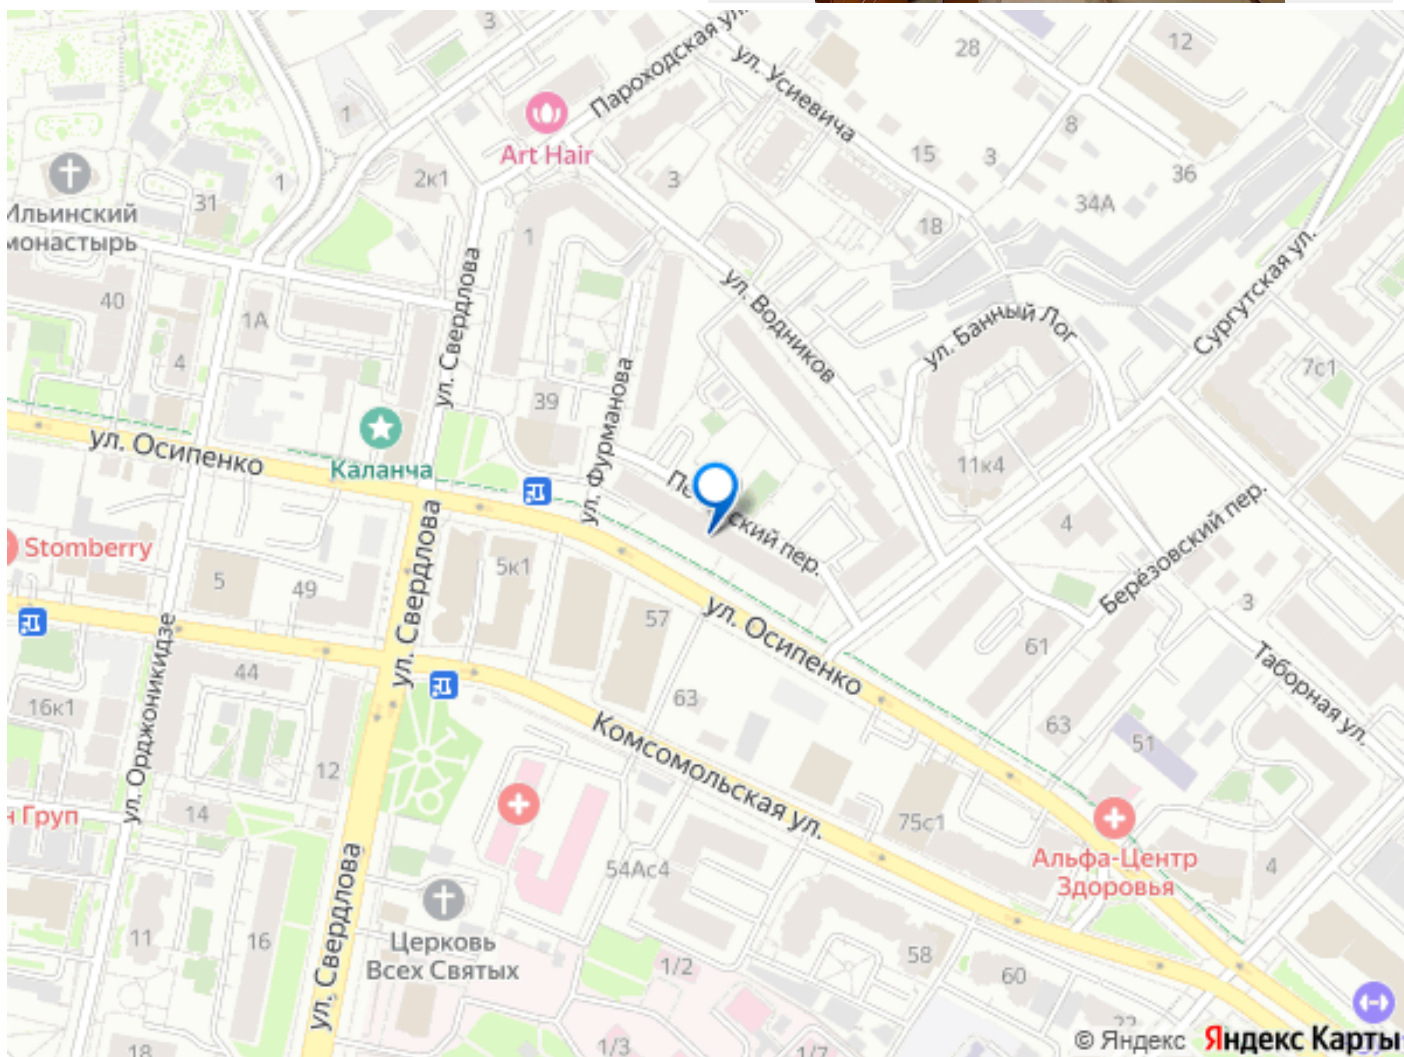 3
28
12
Пароходская ул.
ул. Усиевича
1
Art Hair
8
15
3
36
2к1
3
1
31
34А
18
Ильинский
монастырь
1
ул. Свердлова
ул. Водников
Сургутская ул.
40
1А
ул. Банный Лог
4
7с1
ул. Фурманова
39
ул. Осипенко
Каланча
11к4
ский пер.
4
Берёзовский пер.
Stomberry
5
49
ул. Свердлова
5к1
57
ул. Осипенко
3
61
ул. Орджоникидзе
44
16к1
63
63
51
Таборная ул.
Комсомольская ул.
12
н Груп
14
75с1
Альфа-Центр
Здоровья
4
54Ас4
ул. Свердлова
11
16
Церковь
Всех Святых
1/2
58
60
18
1/3
1/7
© Яндекс Яндекс Карты